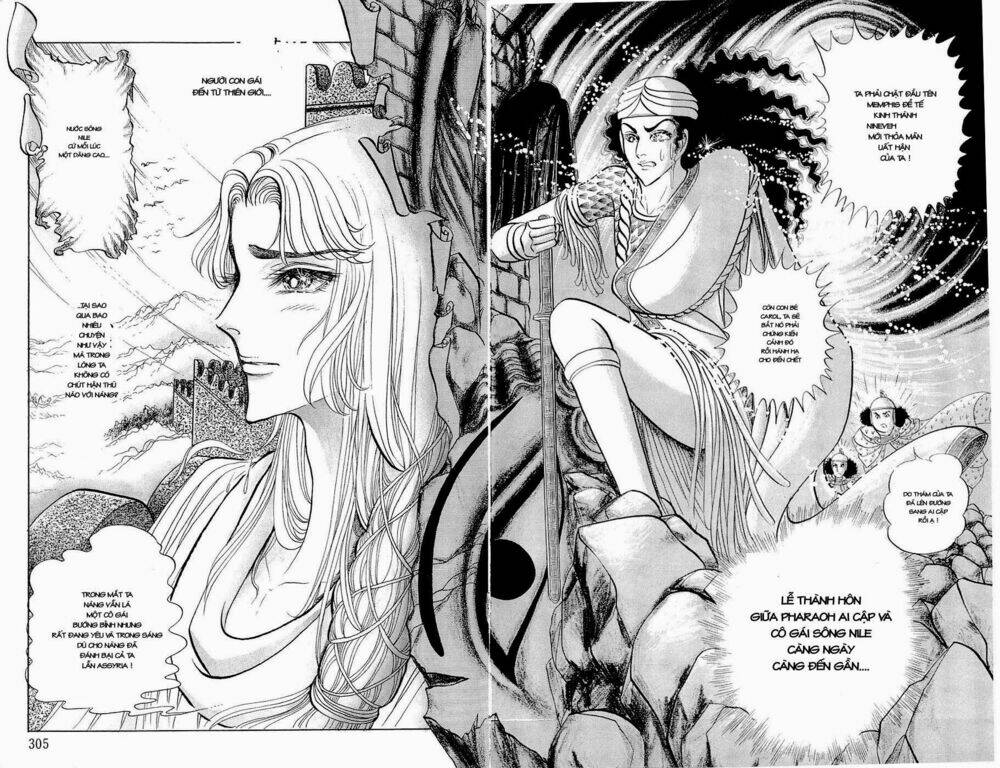 NƯỚC SÔNG
NILE
CỨ MỖI LÚC
MỘT DÂNG CAO....
NGƯỜI CON GÁI
ĐẾN TỪ THIÊN GIỚI....
..TẠI SAO
QUA BAO
NHIÊU
CHUYỆN
NHƯ VẬY
MÀ TRONG
LÒNG TA
KHÔNG CÓ
CHÚT HẬN THÙ
NÀO VỚI NÀNG?
TRONG MẮT TA
NÀNG VẪN LÀ
MỘT CÔ GÁI
BƯỚNG BỈNH NHƯNG
RẤT ĐÁNG YÊU VÀ TRONG SÁNG
DÙ CHO NÀNG ĐÃ
ĐÁNH BẠI CẢ TA
LẪN ASSYRIA !
305
TA PHẢI CHẶT ĐẦU TÊN
MEMPHIS ĐỂ TẾ
KINH THÀNH
NINEVEH
MỚI THỎA MÃN
UẤT HẬN
CỦA TA !
CÒN CON BÉ
CAROL, TA SẼ
BẮT NÓ PHẢI
CHỨNG KIẾN
CẢNH ĐÓ
RỒI HÀNH HẠ
CHO ĐẾN CHẾT
DO THÁM CỦA TA
ĐÃ LÊN ĐƯỜNG
SANG AI CẬP
RỒI Ạ !
LỄ THÀNH HÔN
GIỮA PHARAOH AI CẬP VÀ
CÔ GÁI SÔNG NILE
CÀNG NGÀY
CÀNG ĐẾN GẦN....